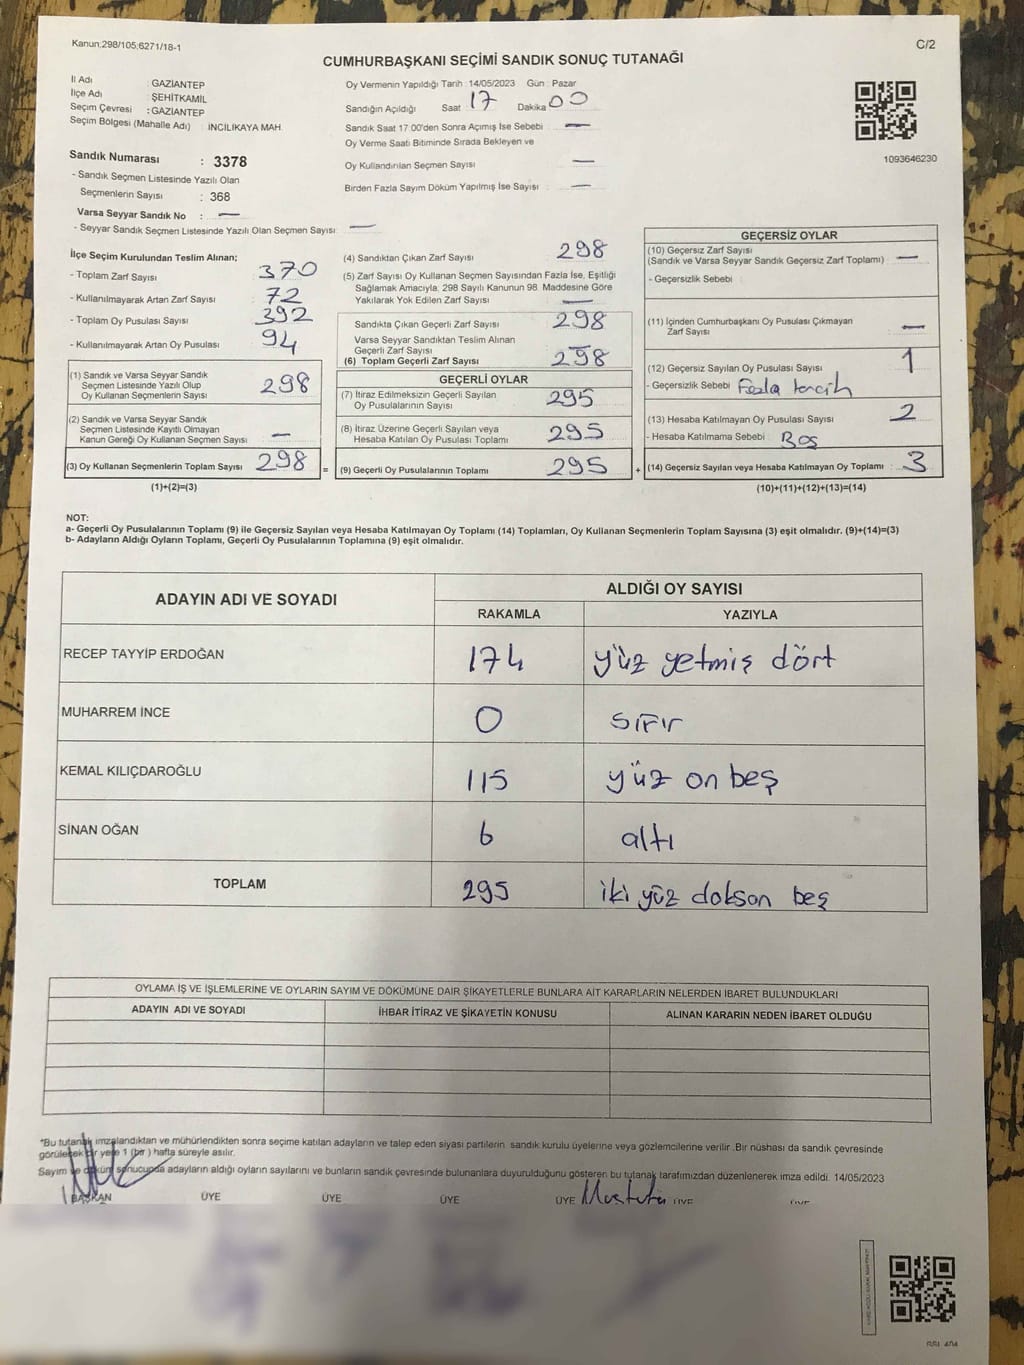 Kanun:298/105;6271/18-1
C/2
CUMHURBAŞKANI SEÇİMİ SANDIK SONUÇ TUTANAĞI
İl Adı : GAZİANTEP
İlçe Adı : ŞEHİTKAMİL
Seçim Çevresi : GAZİANTEP
Seçim Bölgesi (Mahalle Adı) : INCILIKAYA MAH.
Sandık Numarası : 3378
- Sandık Seçmen Listesinde Yazılı Olan
Seçmenlerin Sayısı : 368
Varsa Seyyar Sandık No : —
- Seyyar Sandık Seçmen Listesinde Yazılı Olan Seçmen Sayısı: —
Oy Vermenin Yapıldığı Tarih : 14/05/2023 Gün : Pazar
Sandığın Açıldığı Saat 17 Dakika 00
Sandık Saat 17:00'den Sonra Açımış İse Sebebi : —
Oy Verme Saati Bitiminde Sırada Bekleyen ve
Oy Kullandırılan Seçmen Sayısı : —
Birden Fazla Sayım Döküm Yapılmış İse Sayısı : —
1093646230
İlçe Seçim Kurulundan Teslim Alınan;
- Toplam Zarf Sayısı : 370
- Kullanılmayarak Artan Zarf Sayısı : 72
- Toplam Oy Pusulası Sayısı : 392
- Kullanılmayarak Artan Oy Pusulası : 94
(1) Sandık ve Varsa Seyyar Sandık
Seçmen Listesinde Yazılı Olup
Oy Kullanan Seçmenlerin Sayısı : 298
(2) Sandık ve Varsa Seyyar Sandık
Seçmen Listesinde Kayıtlı Olmayan
Kanun Gereği Oy Kullanan Seçmen Sayısı : —
(3) Oy Kullanan Seçmenlerin Toplam Sayısı : 298 =
(1)+(2)=(3)
(4) Sandıktan Çıkan Zarf Sayısı : 298
(5) Zarf Sayısı Oy Kullanan Seçmen Sayısından Fazla İse, Eşitliği
Sağlamak Amacıyla, 298 Sayılı Kanunun 98. Maddesine Göre
Yakılarak Yok Edilen Zarf Sayısı : —
Sandıkta Çıkan Geçerli Zarf Sayısı : 298
Varsa Seyyar Sandıktan Teslim Alınan
Geçerli Zarf Sayısı :
(6) Toplam Geçerli Zarf Sayısı : 298
GEÇERLİ OYLAR
(7) İtiraz Edilmeksizin Geçerli Sayılan
Oy Pusulalarının Sayısı : 295
(8) İtiraz Üzerine Geçerli Sayılan veya
Hesaba Katılan Oy Pusulası Toplamı : 295
(9) Geçerli Oy Pusulalarının Toplamı : 295 +
GEÇERSİZ OYLAR
(10) Geçersiz Zarf Sayısı
(Sandık ve Varsa Seyyar Sandık Geçersiz Zarf Toplamı) : —
- Geçersizlik Sebebi :
(11) İçinden Cumhurbaşkanı Oy Pusulası Çıkmayan
Zarf Sayısı : —
(12) Geçersiz Sayılan Oy Pusulası Sayısı : 1
- Geçersizlik Sebebi : Fazla tercih
(13) Hesaba Katılmayan Oy Pusulası Sayısı : 2
- Hesaba Katılmama Sebebi : Boş
(14) Geçersiz Sayılan veya Hesaba Katılmayan Oy Toplamı : 3
(10)+(11)+(12)+(13)=(14)
NOT:
a- Geçerli Oy Pusulalarının Toplamı (9) ile Geçersiz Sayılan veya Hesaba Katılmayan Oy Toplamı (14) Toplamları, Oy Kullanan Seçmenlerin Toplam Sayısına (3) eşit olmalıdır. (9)+(14)=(3)
b- Adayların Aldığı Oyların Toplamı, Geçerli Oy Pusulalarının Toplamına (9) eşit olmalıdır.
ADAYIN ADI VE SOYADI
ALDIĞI OY SAYISI
RAKAMLA YAZIYLA
RECEP TAYYİP ERDOĞAN 174 yüz yetmiş dört
MUHARREM İNCE 0 sıfır
KEMAL KILIÇDAROĞLU 115 yüz on beş
SİNAN OĞAN 6 altı
TOPLAM 295 iki yüz doksan beş
OYLAMA İŞ VE İŞLEMLERİNE VE OYLARIN SAYIM VE DÖKÜMÜNE DAİR ŞİKAYETLERLE BUNLARA AİT KARARLARIN NELERDEN İBARET BULUNDUKLARI
ADAYIN ADI VE SOYADI İHBAR İTİRAZ VE ŞİKAYETİN KONUSU ALINAN KARARIN NEDEN İBARET OLDUĞU
*Bu tutanak imzalandıktan ve mühürlendikten sonra seçime katılan adayların ve talep eden siyasi partilerin, sandık kurulu üyelerine veya gözlemcilerine verilir. Bir nüshası da sandık çevresinde
görülecek bir yere 1 (bir) hafta süreyle asılır.
Sayım ve döküm sonucunda adayların aldığı oyların sayılarını ve bunların sandık çevresinde bulunanlara duyurulduğunu gösteren bu tutanak tarafımızdan düzenlenerek imza edildi. 14/05/2023
BAŞKAN ÜYE ÜYE ÜYE ÜYE ÜYE ÜYE